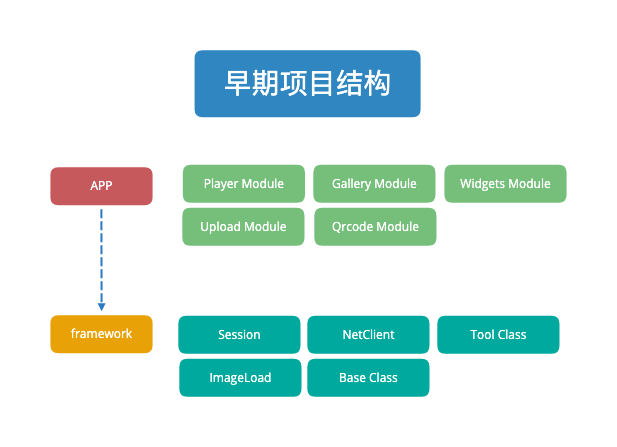 早期项目结构
APP
Player Module
Gallery Module
Widgets Module
Upload Module
Qrcode Module
framework
Session
NetClient
Tool Class
ImageLoad
Base Class